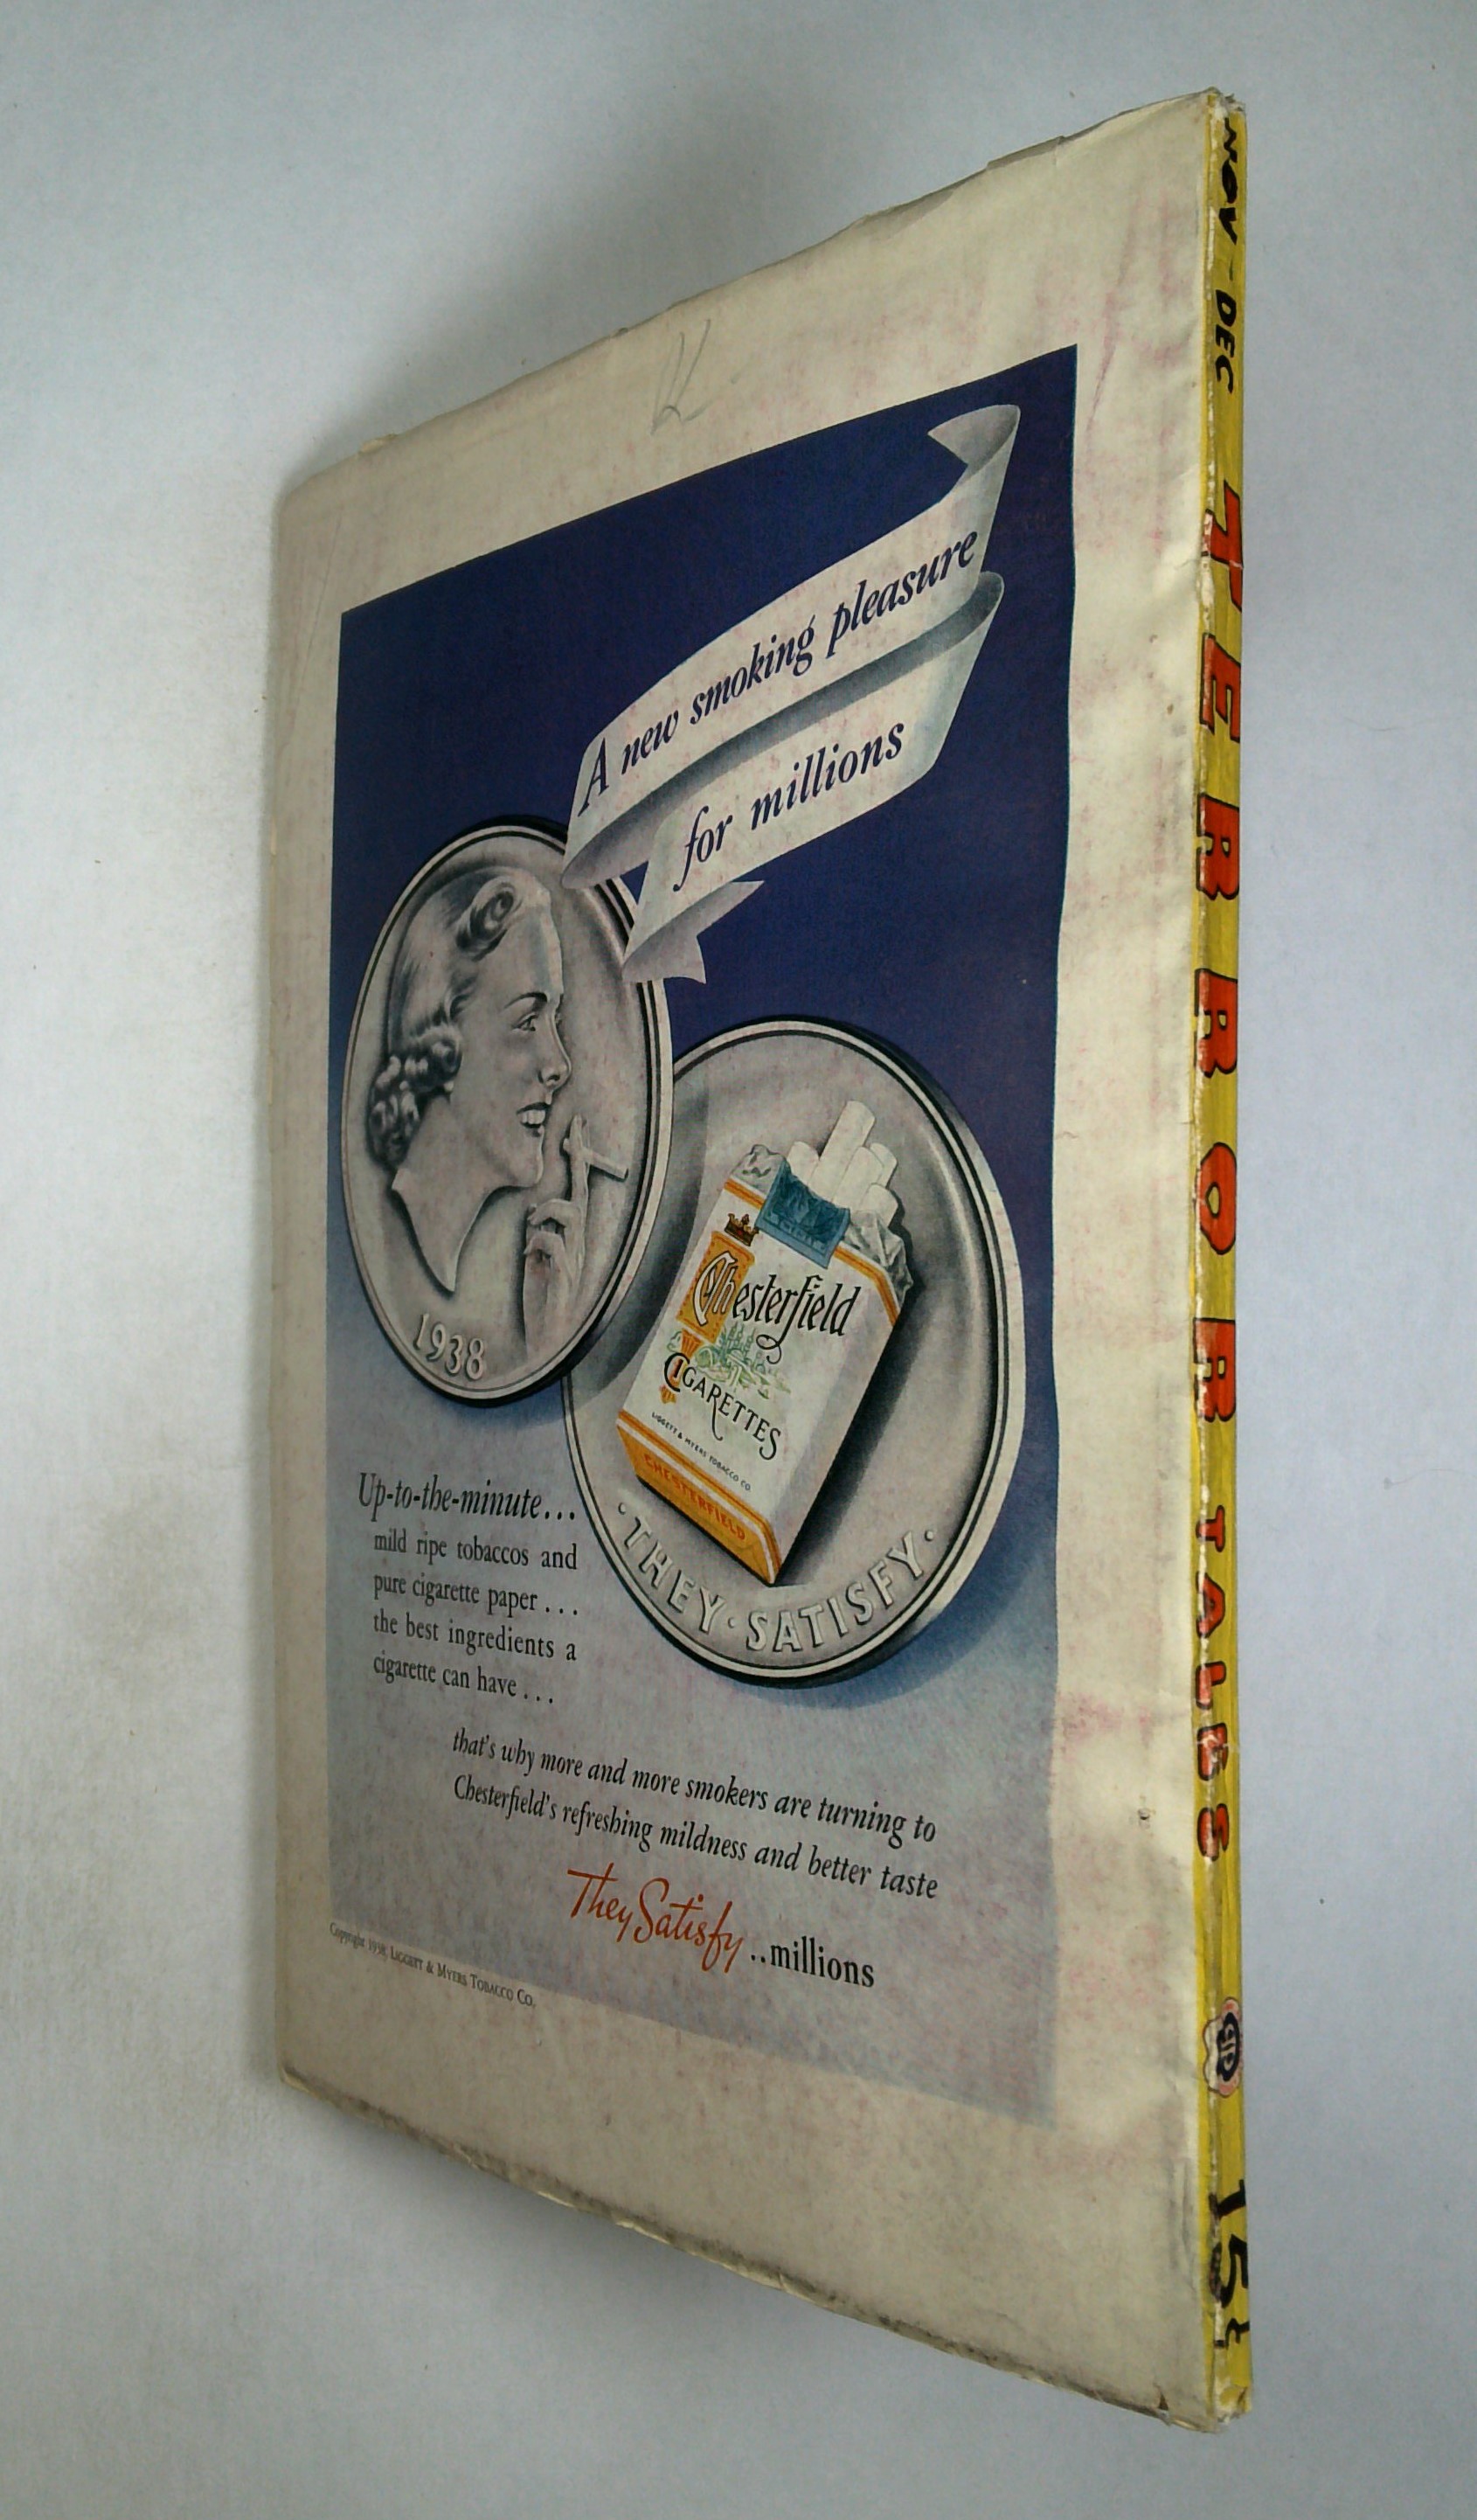 A new smoking pleasure
for millions
1938
Chesterfield
CIGARETTES
LIGGETT & MYERS TOBACCO CO.
CHESTERFIELD
· THEY · SATISFY ·
Up-to-the-minute...
mild ripe tobaccos and
pure cigarette paper...
the best ingredients a
cigarette can have...
that's why more and more smokers are turning to
Chesterfield's refreshing mildness and better taste
They Satisfy ..millions
Copyright 1938, LIGGETT & MYERS TOBACCO CO.
NOV - DEC TERROR TALES 15¢